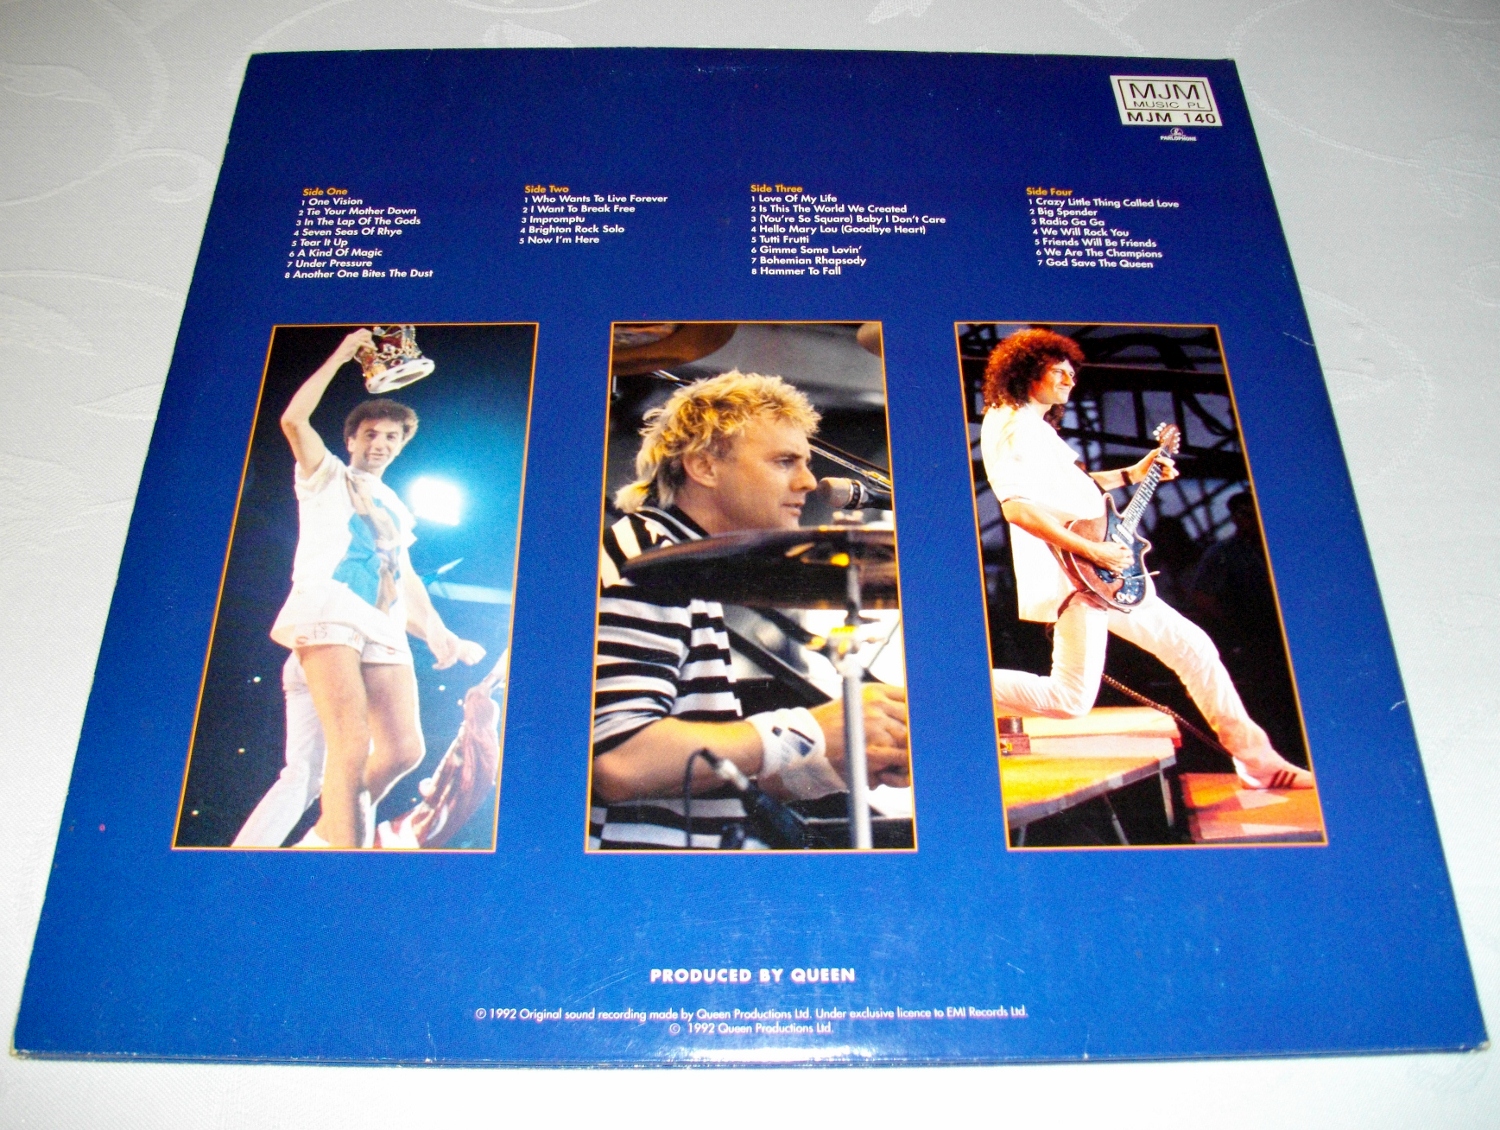 MJM
MUSIC PL
MJM 140
PARLOPHONE
Side One
1 One Vision
2 Tie Your Mother Down
3 In The Lap Of The Gods
4 Seven Seas Of Rhye
5 Tear It Up
6 A Kind Of Magic
7 Under Pressure
8 Another One Bites The Dust
Side Two
1 Who Wants To Live Forever
2 I Want To Break Free
3 Impromptu
4 Brighton Rock Solo
5 Now I'm Here
Side Three
1 Love Of My Life
2 Is This The World We Created
3 (You're So Square) Baby I Don't Care
4 Hello Mary Lou (Goodbye Heart)
5 Tutti Frutti
6 Gimme Some Lovin'
7 Bohemian Rhapsody
8 Hammer To Fall
Side Four
1 Crazy Little Thing Called Love
2 Big Spender
3 Radio Ga Ga
4 We Will Rock You
5 Friends Will Be Friends
6 We Are The Champions
7 God Save The Queen
PRODUCED BY QUEEN
℗ 1992 Original sound recording made by Queen Productions Ltd. Under exclusive licence to EMI Records Ltd.
© 1992 Queen Productions Ltd.